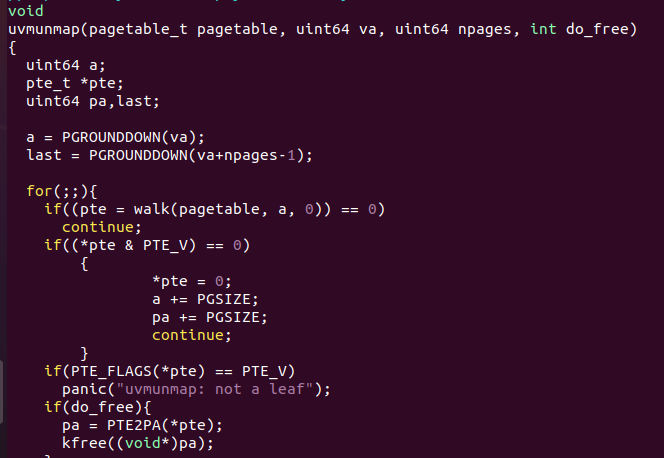 void
uvmunmap(pagetable_t pagetable, uint64 va, uint64 npages, int do_free)
{
  uint64 a;
  pte_t *pte;
  uint64 pa,last;

  a = PGROUNDDOWN(va);
  last = PGROUNDDOWN(va+npages-1);

  for(;;){
    if((pte = walk(pagetable, a, 0)) == 0)
      continue;
    if((*pte & PTE_V) == 0)
        {
                *pte = 0;
                a += PGSIZE;
                pa += PGSIZE;
                continue;
        }
    if(PTE_FLAGS(*pte) == PTE_V)
      panic("uvmunmap: not a leaf");
    if(do_free){
      pa = PTE2PA(*pte);
      kfree((void*)pa);